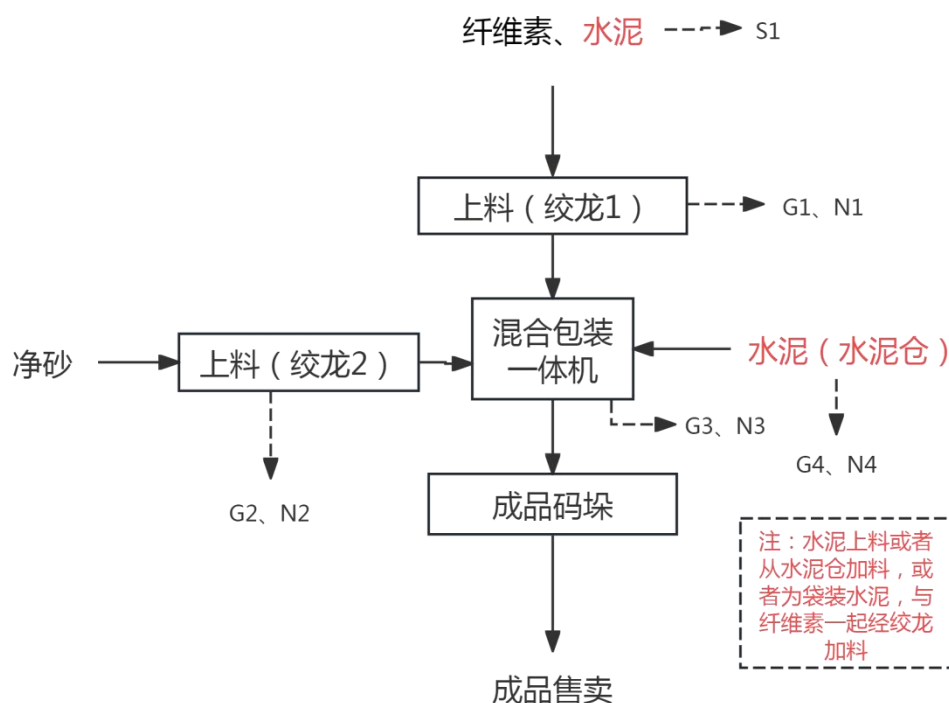 纤维素、水泥
S1
上料（绞龙1）
G1、N1
混合包装
一体机
净砂
上料（绞龙2）
水泥（水泥仓）
G3、N3
G4、N4
G2、N2
成品码垛
注：水泥上料或者
从水泥仓加料，或
者为袋装水泥，与
纤维素一起经绞龙
加料
成品售卖